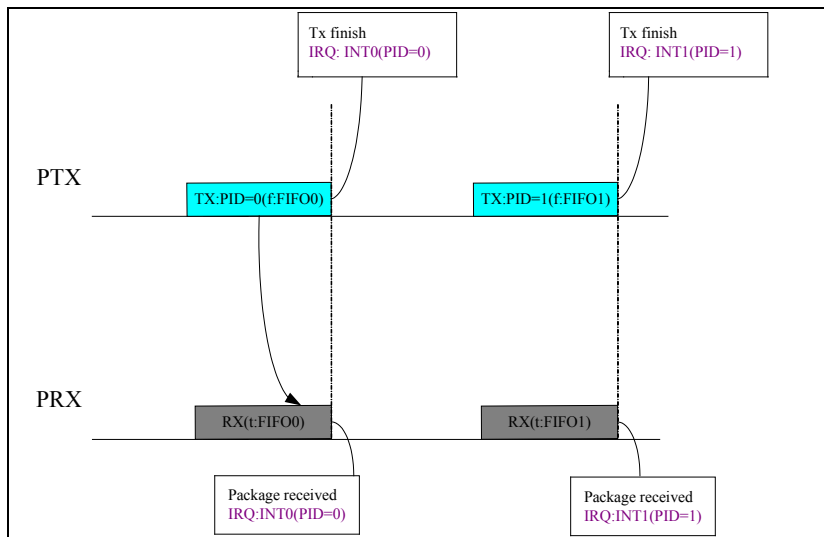 Tx finish
IRQ: INT0(PID=0)
Tx finish
IRQ: INT1(PID=1)
PTX
TX:PID=0(f:FIFO0)
TX:PID=1(f:FIFO1)
PRX
RX(t:FIFO0)
RX(t:FIFO1)
Package received
IRQ:INT0(PID=0)
Package received
IRQ:INT1(PID=1)